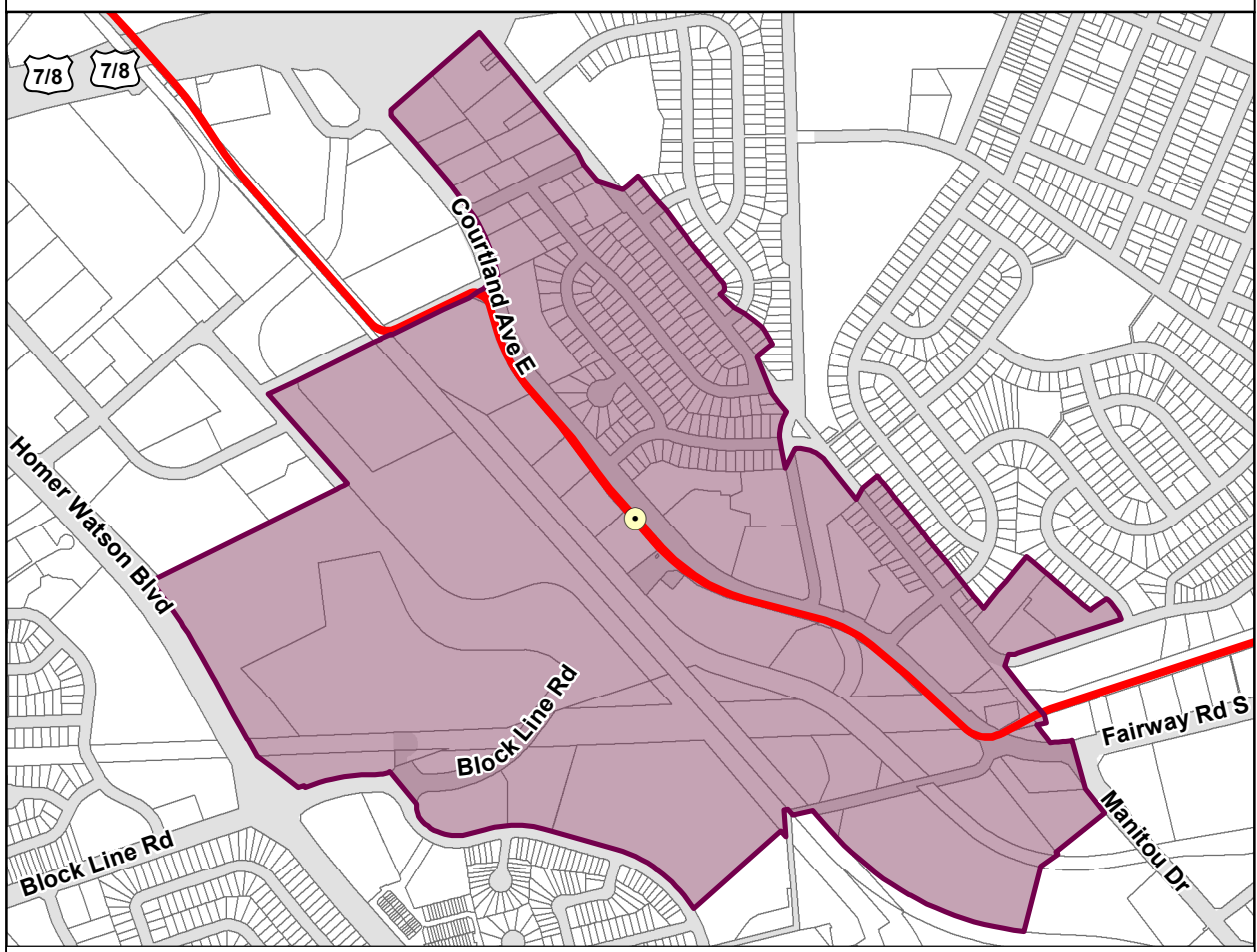 7/8
7/8
Courtland Ave E
Homer Watson Blvd
Block Line Rd
Fairway Rd S
Manitou Dr
Block Line Rd